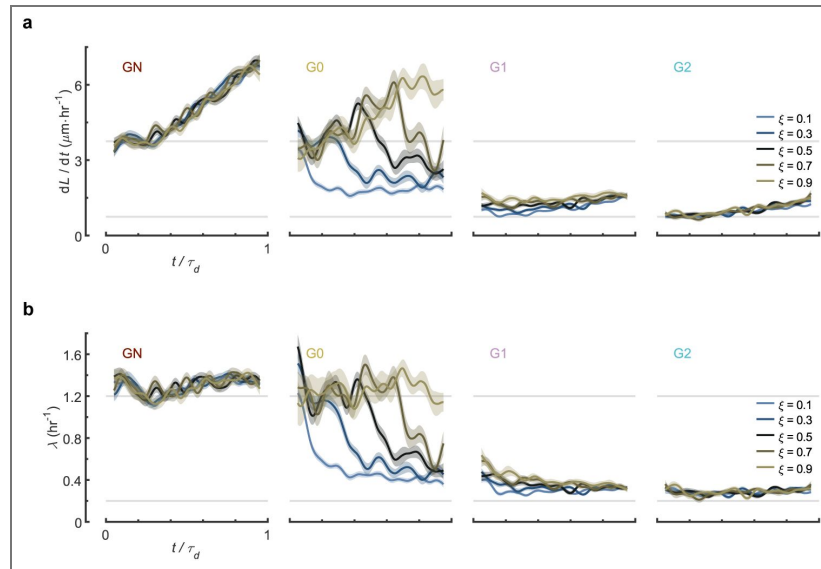 a
GN
G0
G1
G2
dL / dt (μm·hr⁻¹)
6
3
0
ξ = 0.1
ξ = 0.3
ξ = 0.5
ξ = 0.7
ξ = 0.9
0
1
t / τd
b
GN
G0
G1
G2
λ (hr⁻¹)
1.6
1.2
0.8
0.4
0
ξ = 0.1
ξ = 0.3
ξ = 0.5
ξ = 0.7
ξ = 0.9
0
1
t / τd